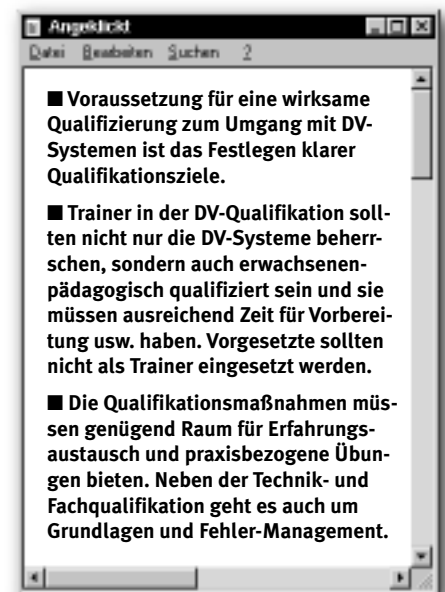 Angeklickt
Datei Bearbeiten Suchen ?
■ Voraussetzung für eine wirksame
Qualifizierung zum Umgang mit DV-
Systemen ist das Festlegen klarer
Qualifikationsziele.
■ Trainer in der DV-Qualifikation soll-
ten nicht nur die DV-Systeme beherr-
schen, sondern auch erwachsenen-
pädagogisch qualifiziert sein und sie
müssen ausreichend Zeit für Vorberei-
tung usw. haben. Vorgesetzte sollten
nicht als Trainer eingesetzt werden.
■ Die Qualifikationsmaßnahmen müs-
sen genügend Raum für Erfahrungs-
austausch und praxisbezogene Übun-
gen bieten. Neben der Technik- und
Fachqualifikation geht es auch um
Grundlagen und Fehler-Management.